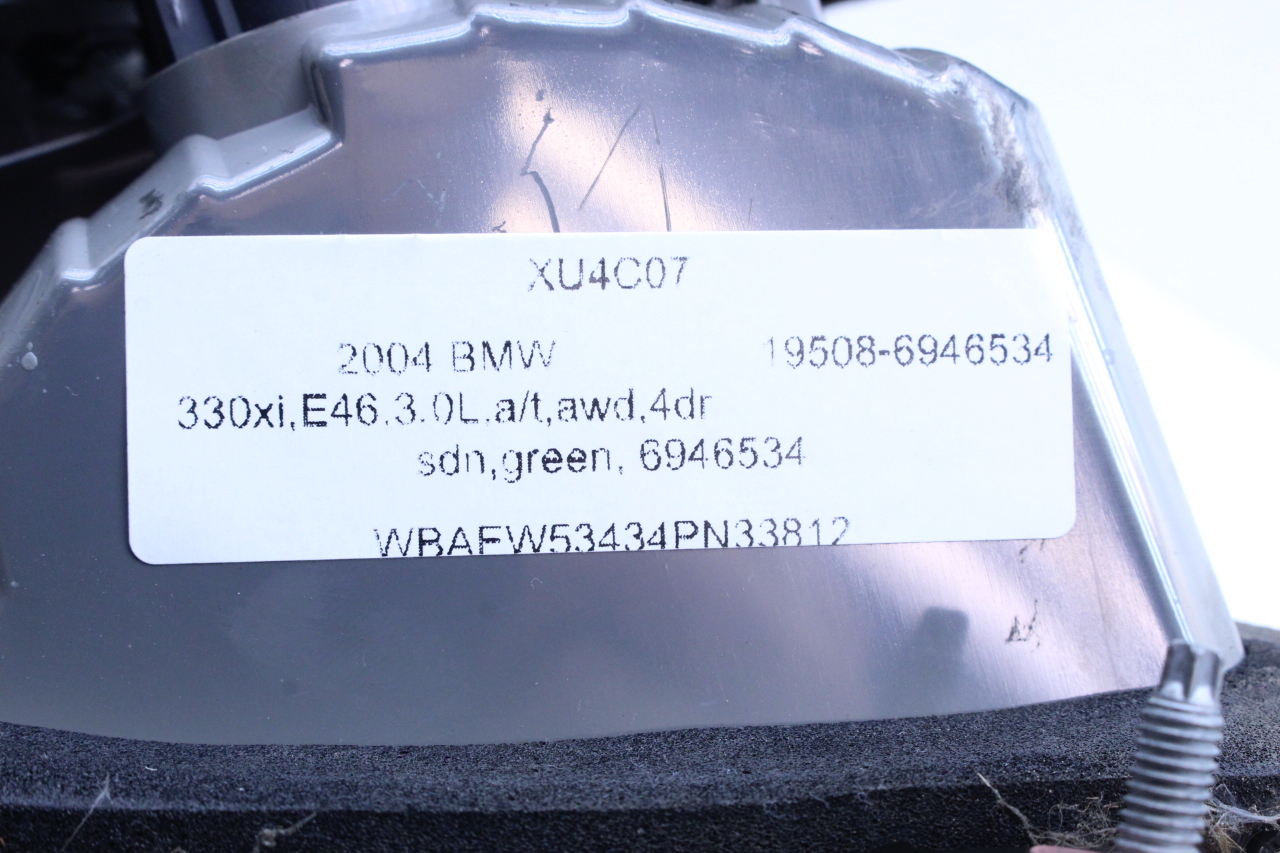 XU4C07
2004 BMW 19508-6946534
330xi,E46,3.0L,a/t,awd,4dr
sdn,green, 6946534
WBAEW53434PN33812